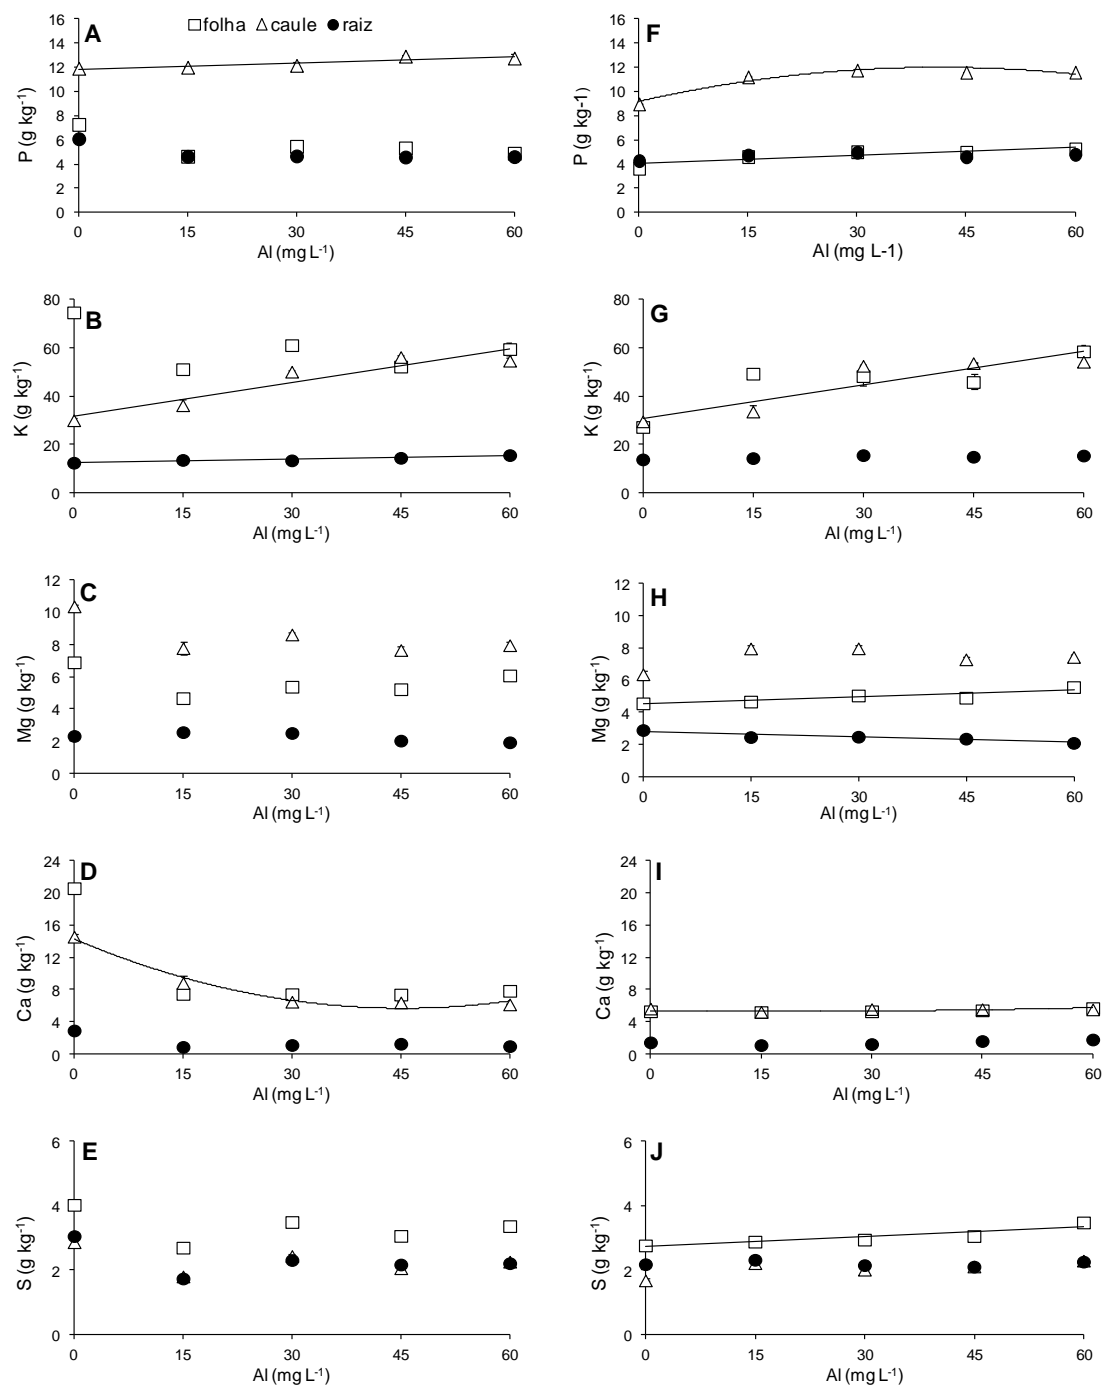 A
□folha △caule ●raiz
P (g kg⁻¹)
16
14
12
10
8
6
4
2
0
0 15 30 45 60
Al (mg L⁻¹)
F
P (g kg-1)
16
14
12
10
8
6
4
2
0
0 15 30 45 60
Al (mg L-1)
B
K (g kg⁻¹)
80
60
40
20
0
0 15 30 45 60
Al (mg L⁻¹)
G
K (g kg⁻¹)
80
60
40
20
0
0 15 30 45 60
Al (mg L⁻¹)
C
Mg (g kg⁻¹)
12
10
8
6
4
2
0
0 15 30 45 60
Al (mg L⁻¹)
H
Mg (g kg⁻¹)
12
10
8
6
4
2
0
0 15 30 45 60
Al (mg L⁻¹)
D
Ca (g kg⁻¹)
24
20
16
12
8
4
0
0 15 30 45 60
Al (mg L⁻¹)
I
Ca (g kg⁻¹)
24
20
16
12
8
4
0
0 15 30 45 60
Al (mg L⁻¹)
E
S (g kg⁻¹)
6
4
2
0
0 15 30 45 60
Al (mg L⁻¹)
J
S (g kg⁻¹)
6
4
2
0
0 15 30 45 60
Al (mg L⁻¹)